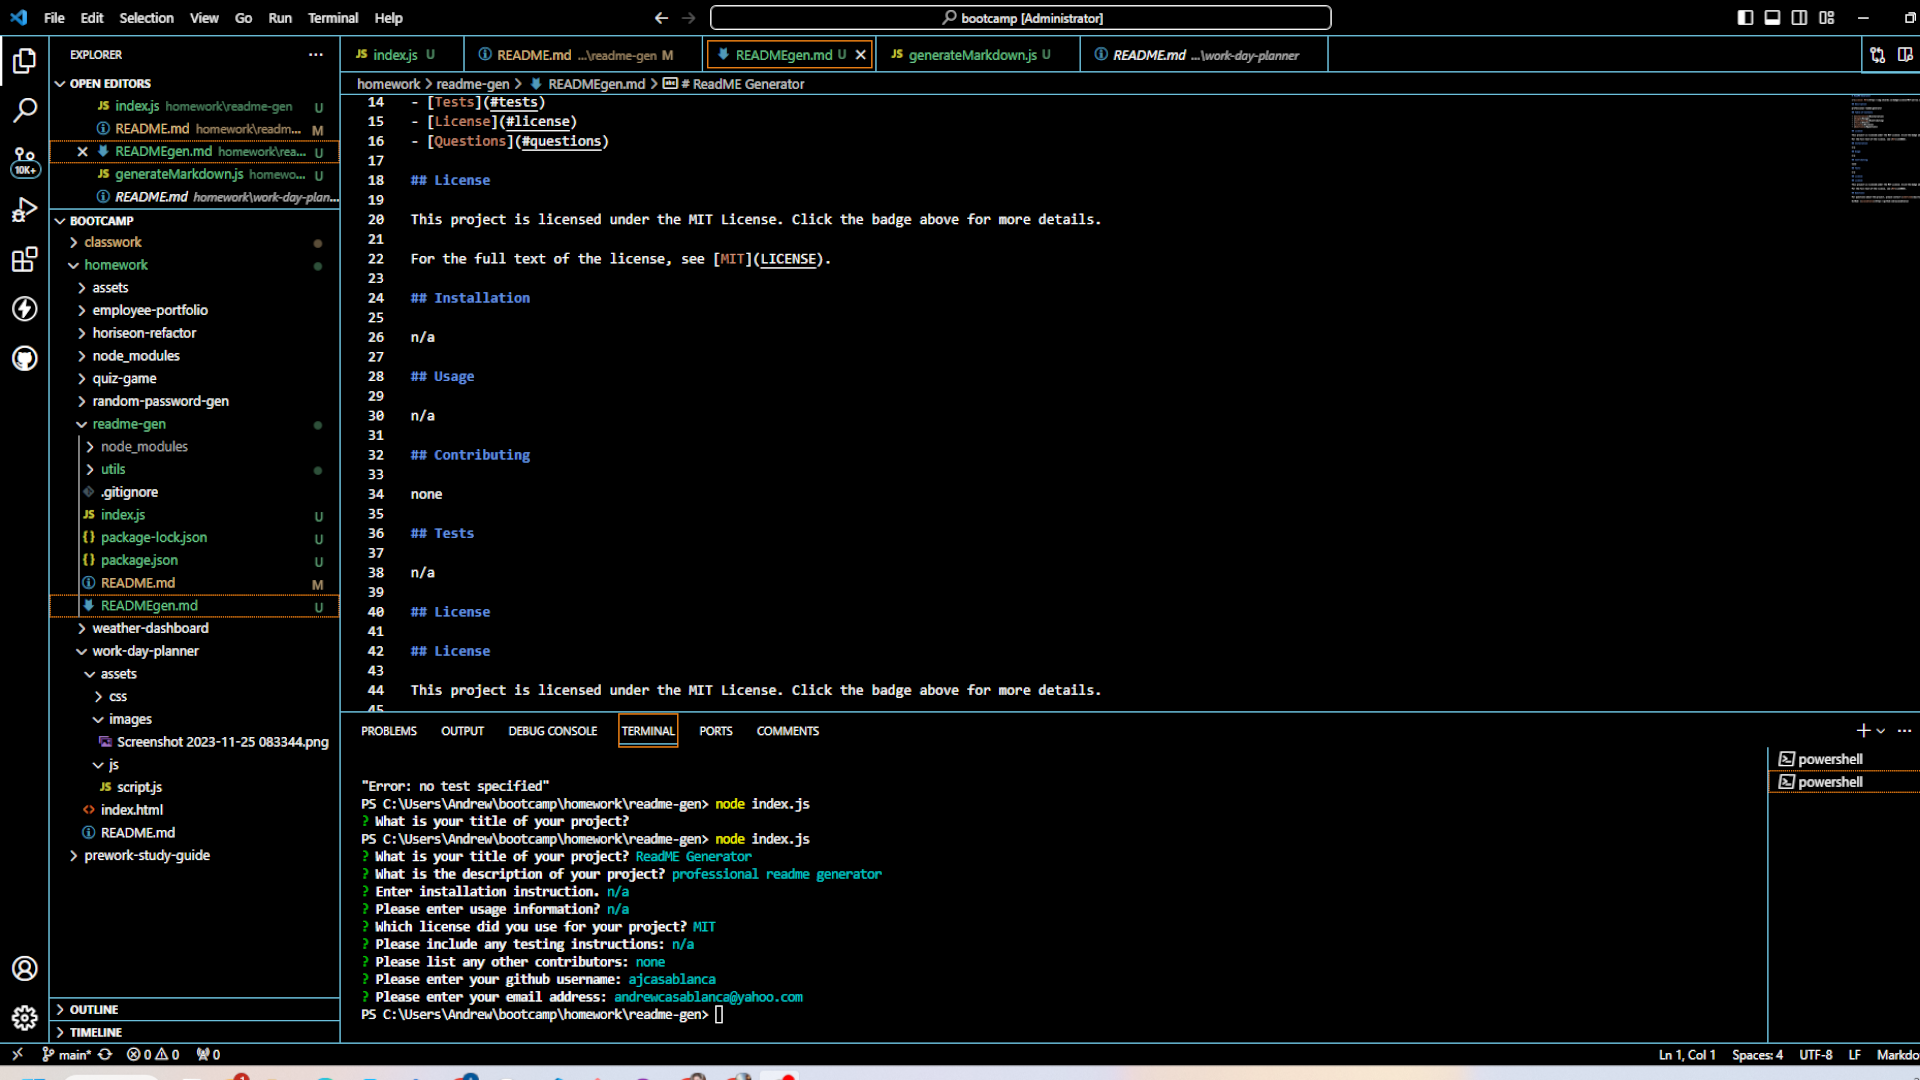 File Edit Selection View Go Run Terminal Help
bootcamp [Administrator]
EXPLORER
index.js U
README.md ...\readme-gen M
READMEgen.md U
generateMarkdown.js U
README.md ...\work-day-planner
OPEN EDITORS
index.js homework\readme-gen U
README.md homework\readm... M
READMEgen.md homework\rea... U
generateMarkdown.js homewo... U
README.md homework\work-day-plan...
10K+
BOOTCAMP
classwork
homework
assets
employee-portfolio
horiseon-refactor
node_modules
quiz-game
random-password-gen
readme-gen
node_modules
utils
.gitignore
JS index.js U
{} package-lock.json U
{} package.json U
README.md M
READMEgen.md U
weather-dashboard
work-day-planner
assets
css
images
Screenshot 2023-11-25 083344.png
js
JS script.js
<> index.html
README.md
prework-study-guide
OUTLINE
TIMELINE
homework > readme-gen > READMEgen.md > # ReadME Generator
14 - [Tests](#tests)
15 - [License](#license)
16 - [Questions](#questions)
17
18 ## License
19
20 This project is licensed under the MIT License. Click the badge above for more details.
21
22 For the full text of the license, see [MIT](LICENSE).
23
24 ## Installation
25
26 n/a
27
28 ## Usage
29
30 n/a
31
32 ## Contributing
33
34 none
35
36 ## Tests
37
38 n/a
39
40 ## License
41
42 ## License
43
44 This project is licensed under the MIT License. Click the badge above for more details.
45
PROBLEMS OUTPUT DEBUG CONSOLE TERMINAL PORTS COMMENTS
"Error: no test specified"
PS C:\Users\Andrew\bootcamp\homework\readme-gen> node index.js
? What is your title of your project?
PS C:\Users\Andrew\bootcamp\homework\readme-gen> node index.js
? What is your title of your project? ReadME Generator
? What is the description of your project? professional readme generator
? Enter installation instruction. n/a
? Please enter usage information? n/a
? Which license did you use for your project? MIT
? Please include any testing instructions: n/a
? Please list any other contributors: none
? Please enter your github username: ajcasablanca
? Please enter your email address: andrewcasablanca@yahoo.com
PS C:\Users\Andrew\bootcamp\homework\readme-gen>
powershell
powershell
main* 0 0 0
Ln 1, Col 1 Spaces: 4 UTF-8 LF Markdo